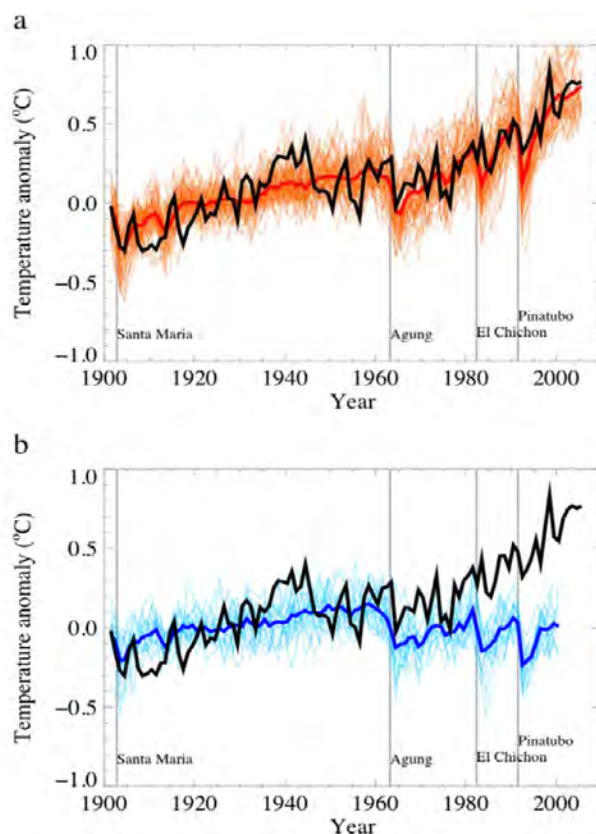 a
Temperature anomaly (°C)
1.0
0.5
0.0
−0.5
−1.0
Santa Maria
Agung
El Chichon
Pinatubo
1900 1920 1940 1960 1980 2000
Year
b
Temperature anomaly (°C)
1.0
0.5
0.0
−0.5
−1.0
Santa Maria
Agung
El Chichon
Pinatubo
1900 1920 1940 1960 1980 2000
Year